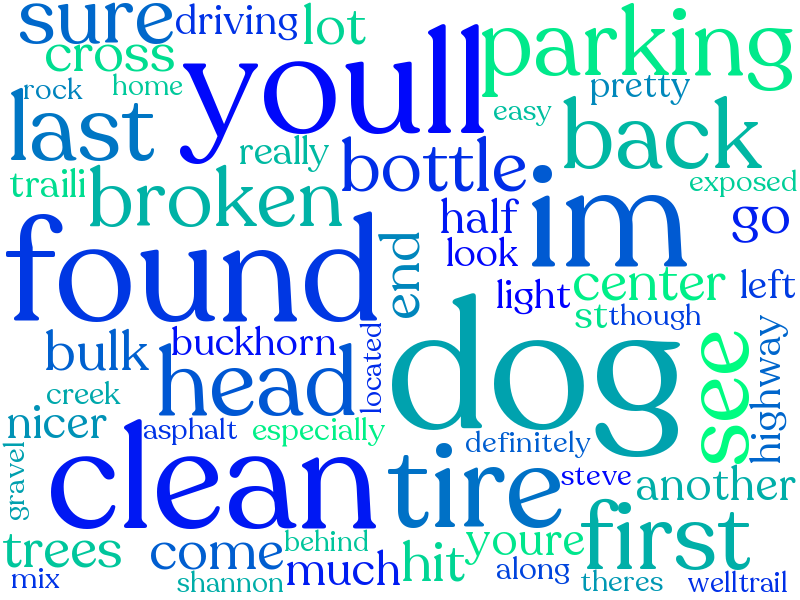 sure driving lot parking
cross youll
rock home pretty
last easy back
really bottle
traili broken exposed
half im go
found end look
light center left
st though
bulk buckhorn located dog see highway
creek head
nicer asphalt especially definitely
gravel clean tire steve another
trees come behind hit youre first
mix shannon much along theres welltrail